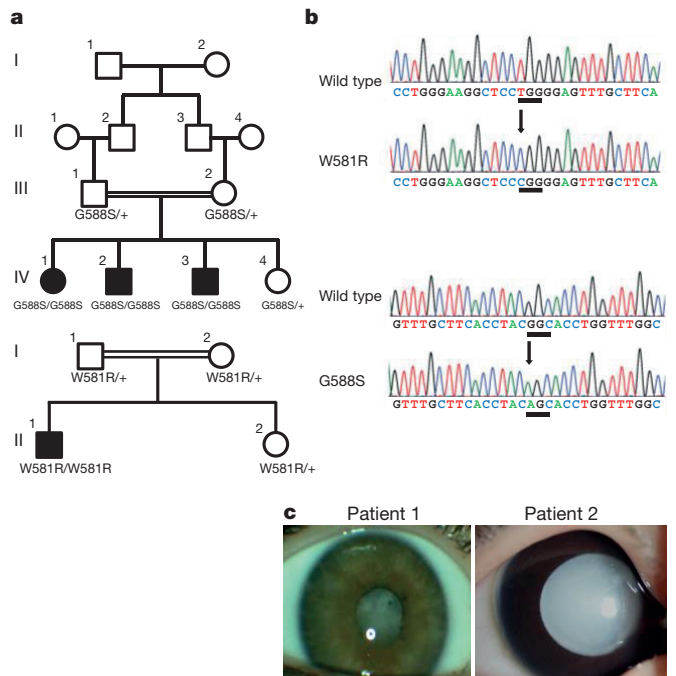 a
I
1
2
II
1
2
3
4
III
1
2
G588S/+
G588S/+
IV
1
2
3
4
G588S/G588S
G588S/G588S
G588S/G588S
G588S/+
I
1
2
W581R/+
W581R/+
II
1
2
W581R/W581R
W581R/+
b
Wild type
CCTGGGAAGGCTCCTGGGGAGTTTGCTTCA
W581R
CCTGGGAAGGCTCCCGGGGAGTTTGCTTCA
Wild type
GTTTGCTTCACCTACGGCACCTGGTTTGGC
G588S
GTTTGCTTCACCTACAGCACCTGGTTTGGC
c
Patient 1
Patient 2